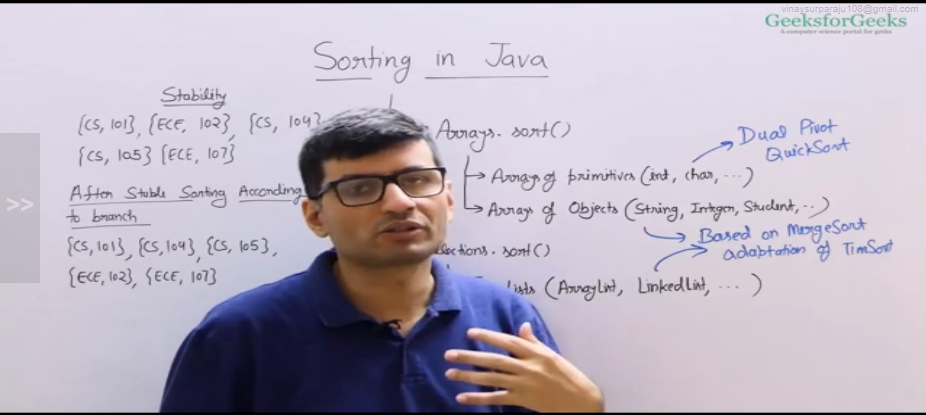 vinaysurparaju108@gmail.com
GeeksforGeeks
A computer science portal for geeks
Sorting in Java
Stability
{CS, 101}, {ECE, 102}, {CS, 104}
{CS, 105} {ECE, 107}
After Stable Sorting According
to branch
{CS, 101}, {CS, 104}, {CS, 105},
{ECE, 102}, {ECE, 107}
Arrays.sort()
Arrays of primitives (int, char, ...)
Dual Pivot
QuickSort
Arrays of Objects (String, Integer, Student, ..)
Based on MergeSort
adaptation of TimSort
lections.sort()
ists (ArrayList, LinkedList, ... )
>>